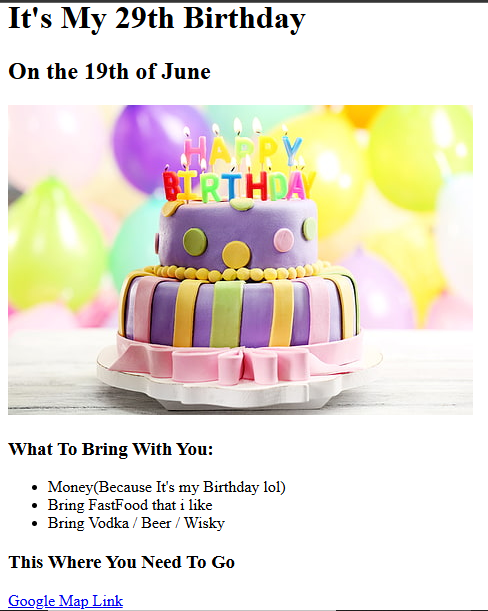 It's My 29th Birthday
On the 19th of June
HAPPY
BIRTHDAY
What To Bring With You:
Money(Because It's my Birthday lol)
Bring FastFood that i like
Bring Vodka / Beer / Wisky
This Where You Need To Go
Google Map Link